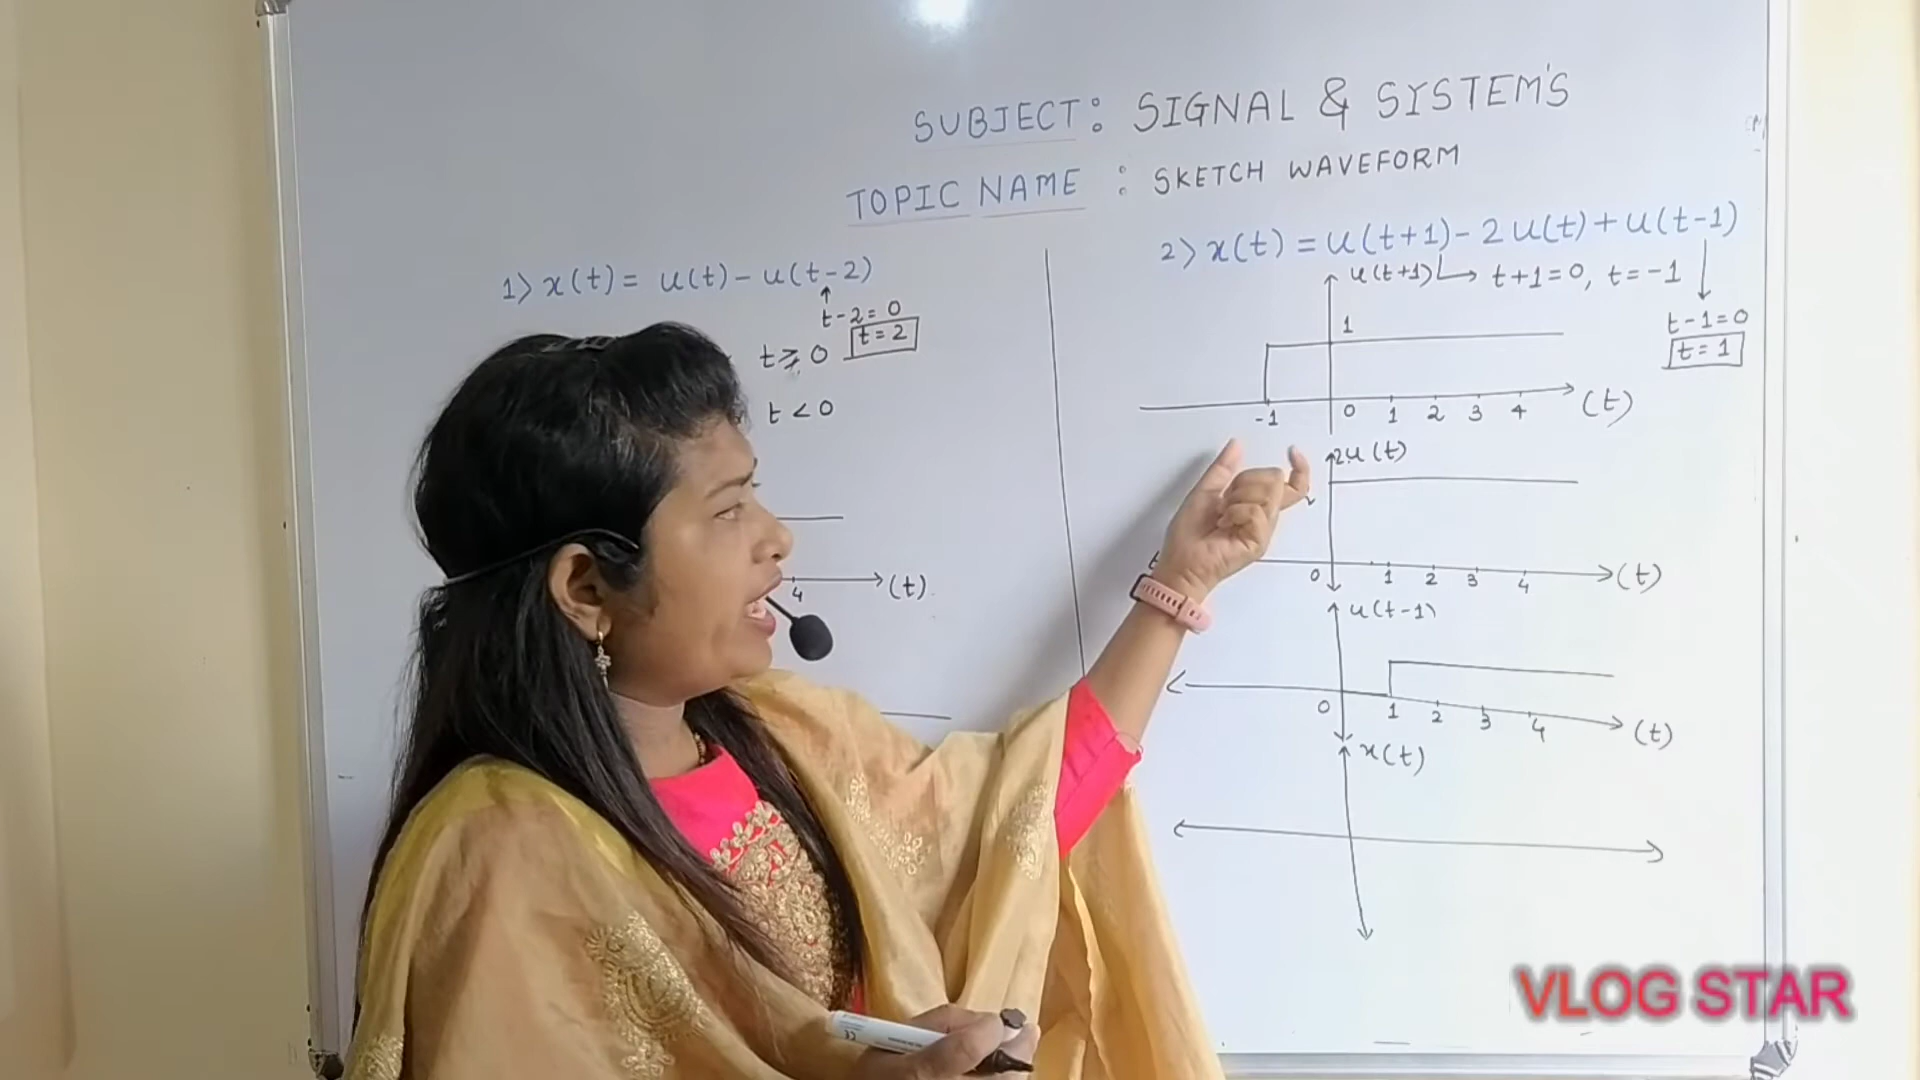 SUBJECT: SIGNAL & SYSTEM'S
TOPIC NAME : SKETCH WAVEFORM
1) x(t) = u(t) - u(t-2)
t-2=0
t=2
t ≥ 0
t < 0
4 (t)
2) x(t) = u(t+1) - 2u(t) + u(t-1)
u(t+1) → t+1=0, t=-1
t-1=0
t=1
1
-1 0 1 2 3 4 (t)
2u(t)
0 1 2 3 4 (t)
u(t-1)
0 1 2 3 4 (t)
x(t)
VLOG STAR